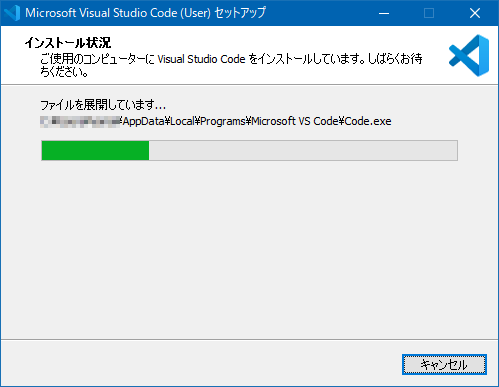 Microsoft Visual Studio Code (User) セットアップ
インストール状況
ご使用のコンピューターに Visual Studio Code をインストールしています。しばらくお待
ちください。
ファイルを展開しています...
¥AppData¥Local¥Programs¥Microsoft VS Code¥Code.exe
キャンセル